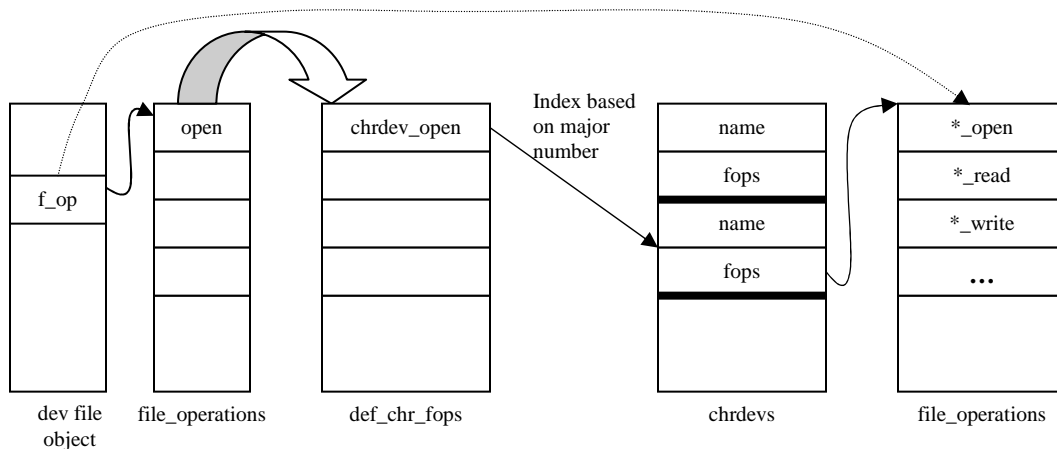 Index based
on major
number
open
chrdev_open
name
*_open
fops
*_read
f_op
name
*_write
fops
...
dev file
object
file_operations
def_chr_fops
chrdevs
file_operations